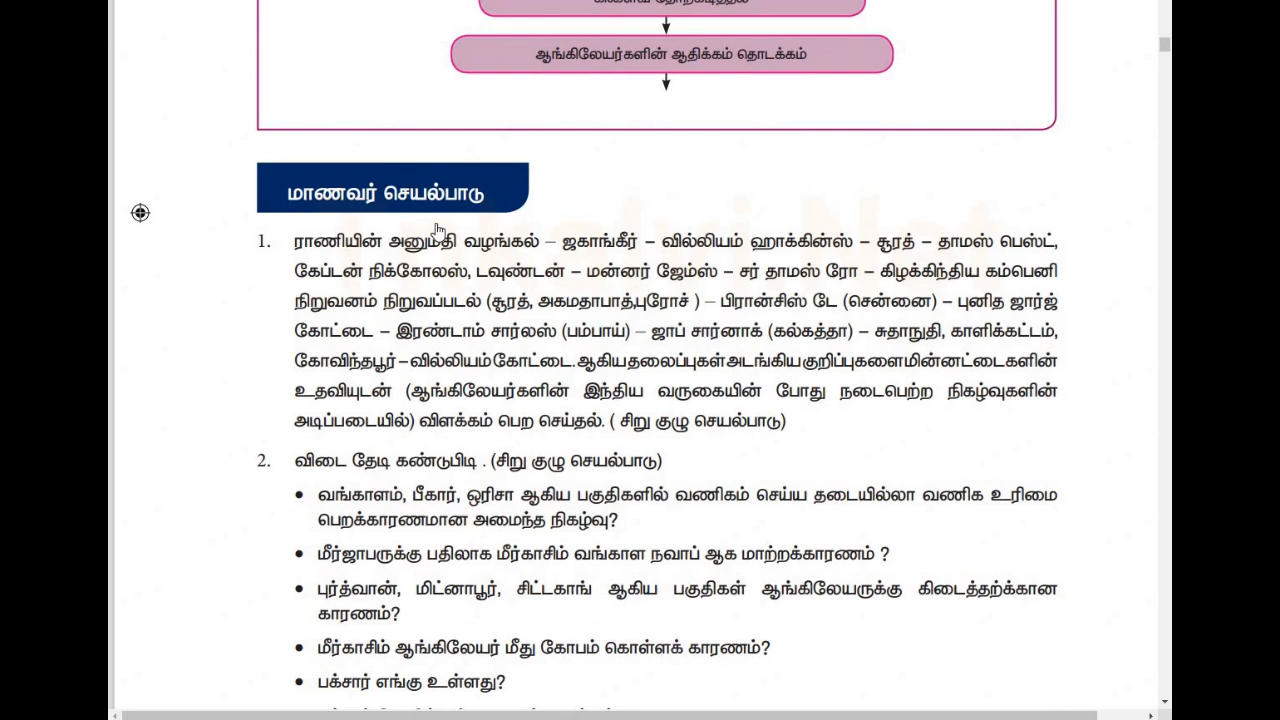 ஆங்கிலேயர்களின் ஆதிக்கம் தொடக்கம்
மாணவர் செயல்பாடு
1. ராணியின் அனுமதி வழங்கல் – ஜகாங்கீர் – வில்லியம் ஹாக்கின்ஸ் – சூரத் – தாமஸ் பெஸ்ட்,
கேப்டன் நிக்கோலஸ், டவுண்டன் – மன்னர் ஜேம்ஸ் – சர் தாமஸ் ரோ – கிழக்கிந்திய கம்பெனி
நிறுவனம் நிறுவப்படல் (சூரத், அகமதாபாத்,புரோச் ) – பிரான்சிஸ் டே (சென்னை) – புனித ஜார்ஜ்
கோட்டை – இரண்டாம் சார்லஸ் (பம்பாய்) – ஜாப் சார்னாக் (கல்கத்தா) – சுதாநுதி, காளிக்கட்டம்,
கோவிந்தபூர் – வில்லியம் கோட்டை. ஆகிய தலைப்புகள் அடங்கிய குறிப்புகளை மின்னட்டைகளின்
உதவியுடன் (ஆங்கிலேயர்களின் இந்திய வருகையின் போது நடைபெற்ற நிகழ்வுகளின்
அடிப்படையில்) விளக்கம் பெற செய்தல். ( சிறு குழு செயல்பாடு)
2. விடை தேடி கண்டுபிடி . (சிறு குழு செயல்பாடு)
• வங்காளம், பீகார், ஒரிசா ஆகிய பகுதிகளில் வணிகம் செய்ய தடையில்லா வணிக உரிமை
பெறக்காரணமான அமைந்த நிகழ்வு?
• மீர்ஜாபருக்கு பதிலாக மீர்காசிம் வங்காள நவாப் ஆக மாற்றக்காரணம் ?
• புர்த்வான், மிட்னாபூர், சிட்டகாங் ஆகிய பகுதிகள் ஆங்கிலேயருக்கு கிடைத்தற்க்கான
காரணம்?
• மீர்காசிம் ஆங்கிலேயர் மீது கோபம் கொள்ளக் காரணம்?
• பக்சார் எங்கு உள்ளது?